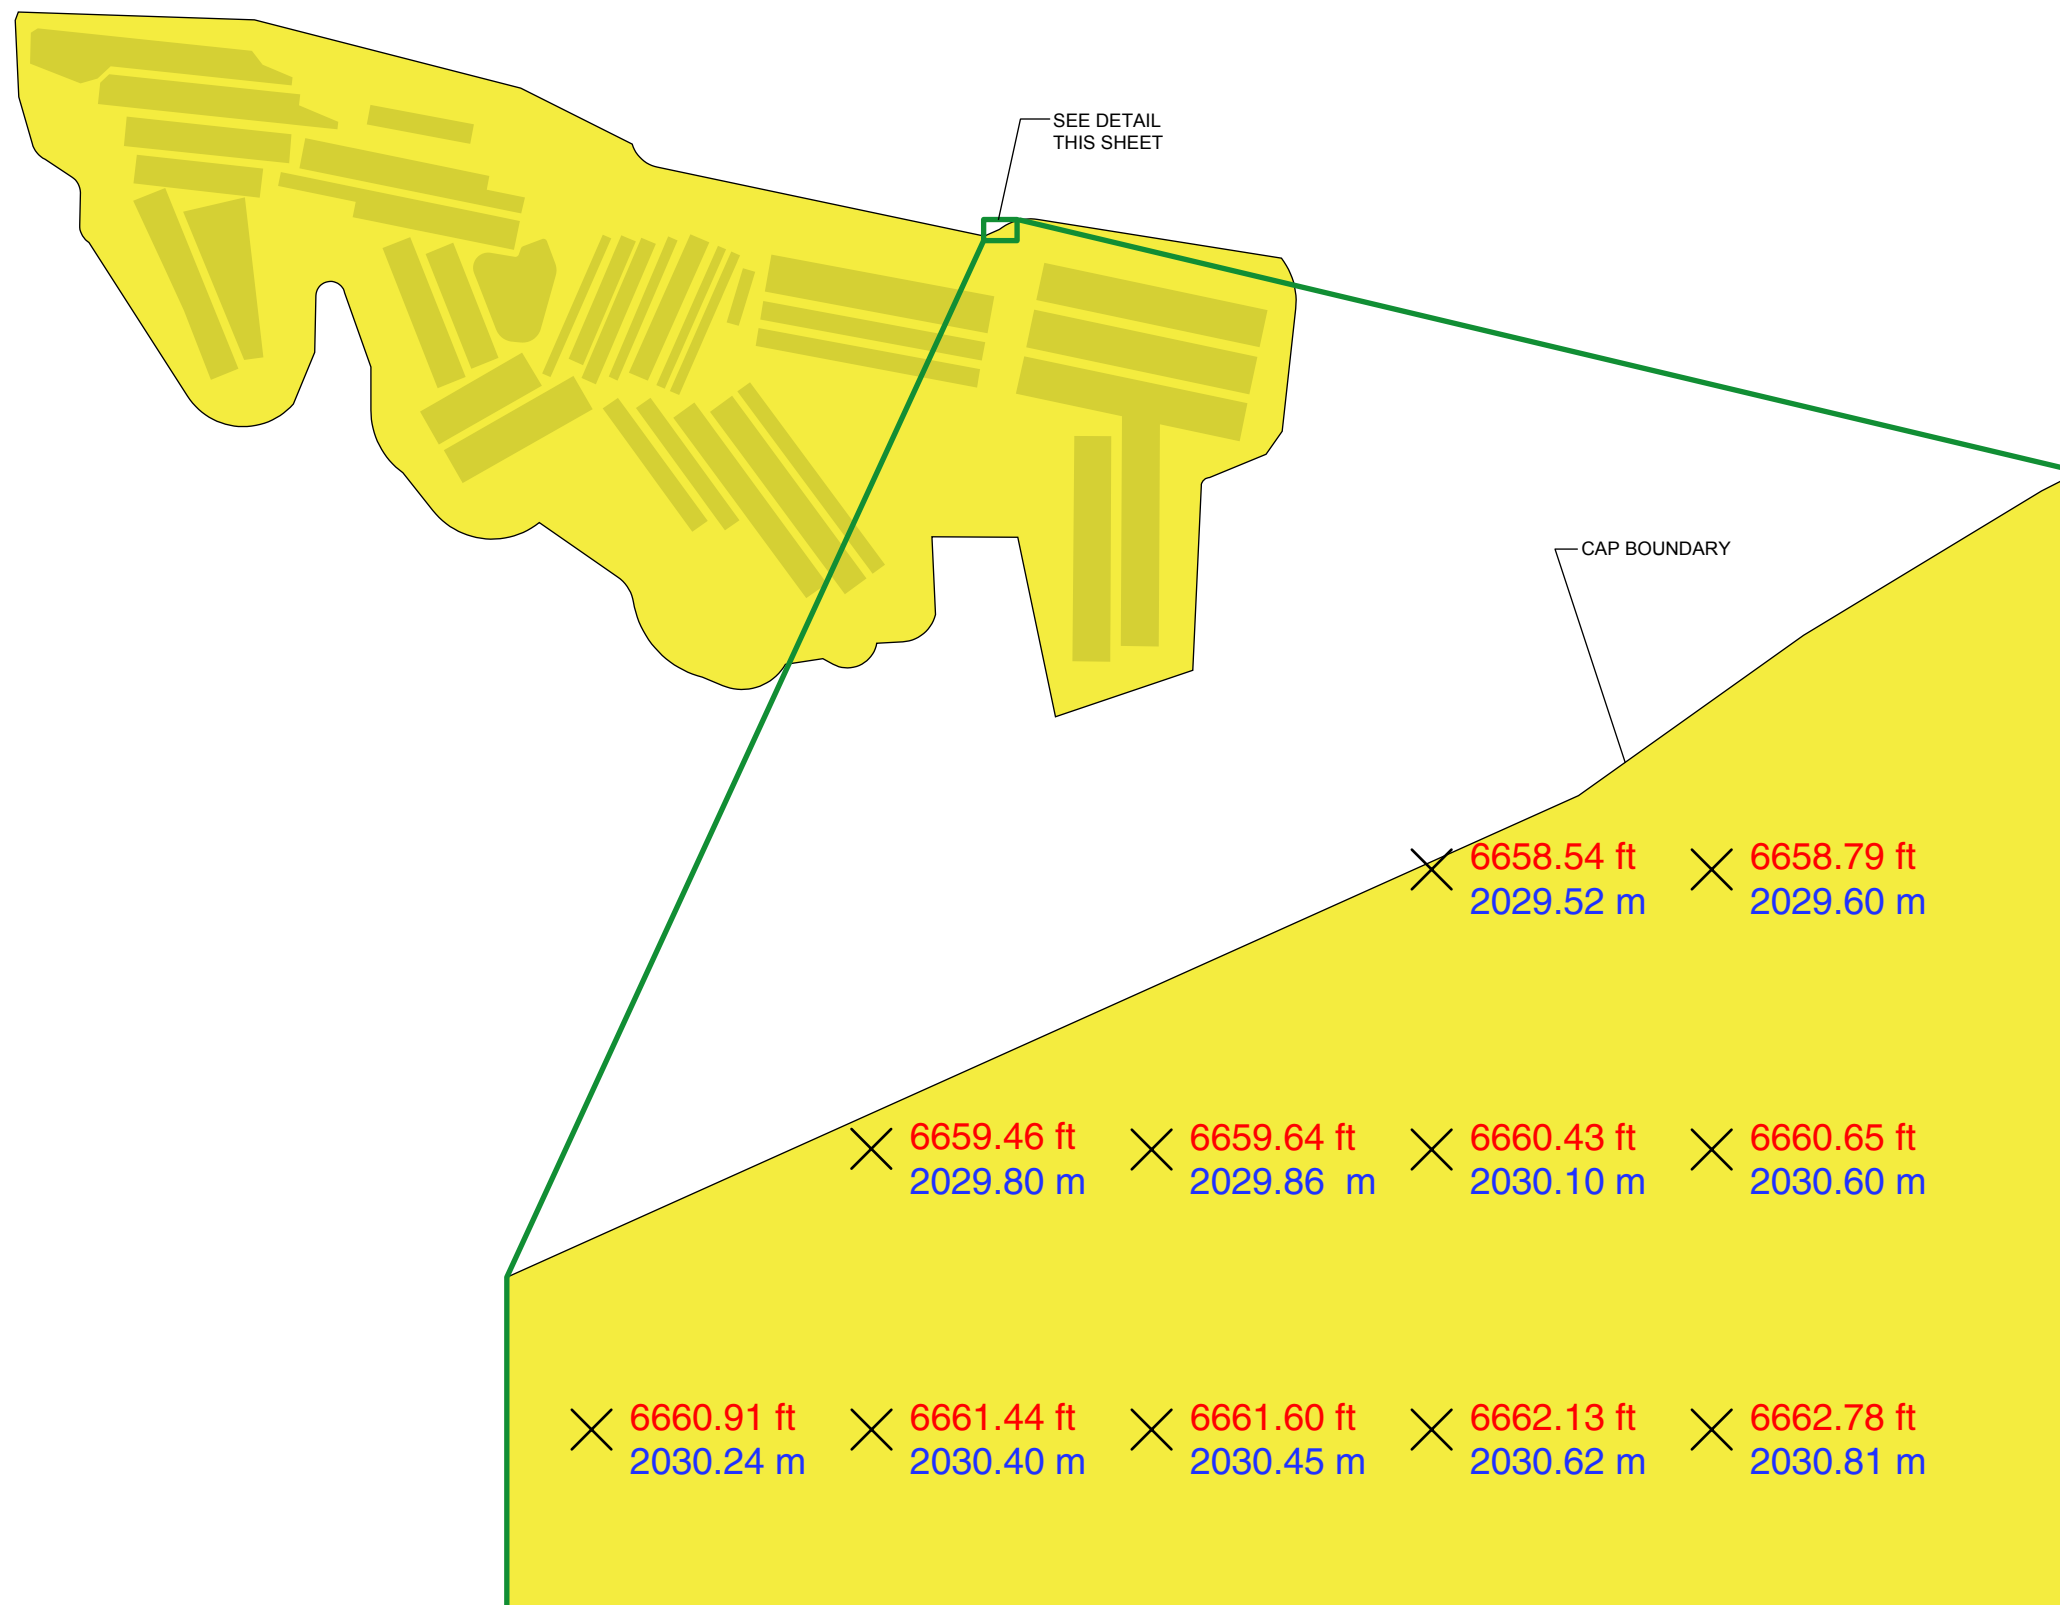 SEE DETAIL
THIS SHEET
CAP BOUNDARY
6658.54 ft
2029.52 m
6658.79 ft
2029.60 m
6659.46 ft
2029.80 m
6659.64 ft
2029.86 m
6660.43 ft
2030.10 m
6660.65 ft
2030.60 m
6660.91 ft
2030.24 m
6661.44 ft
2030.40 m
6661.60 ft
2030.45 m
6662.13 ft
2030.62 m
6662.78 ft
2030.81 m